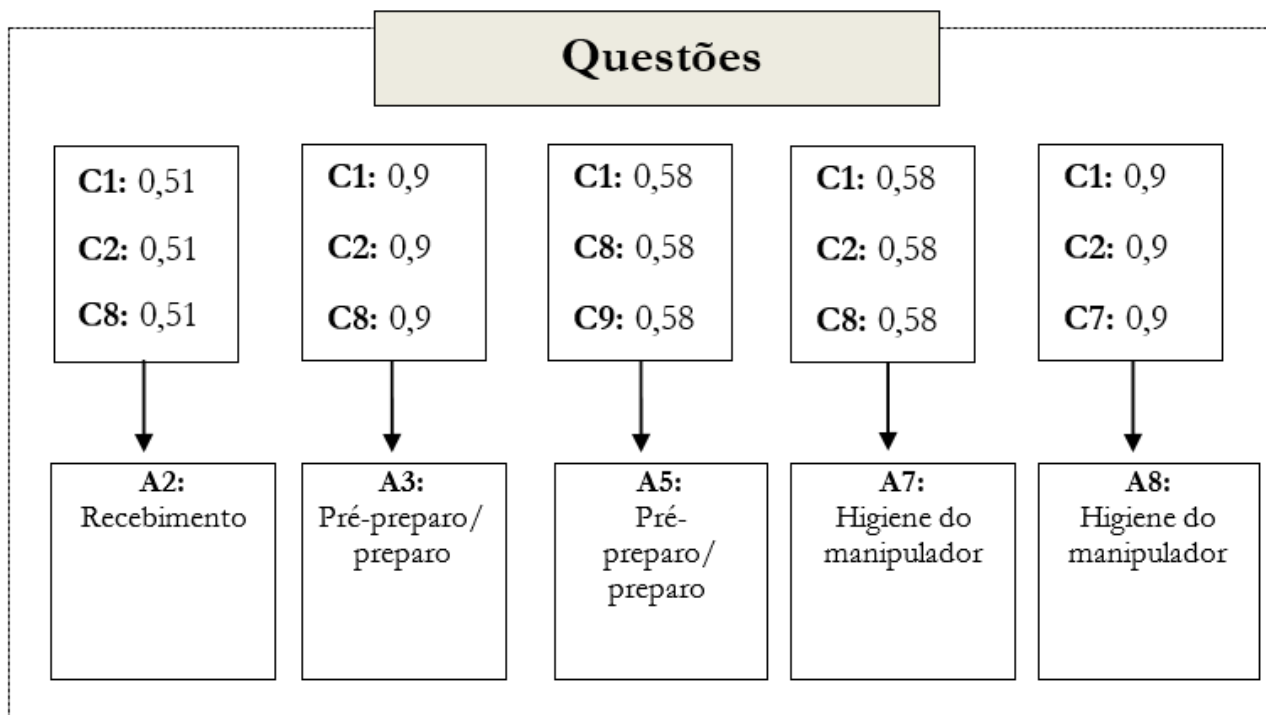 Questões
C1: 0,51
C2: 0,51
C8: 0,51
C1: 0,9
C2: 0,9
C8: 0,9
C1: 0,58
C8: 0,58
C9: 0,58
C1: 0,58
C2: 0,58
C8: 0,58
C1: 0,9
C2: 0,9
C7: 0,9
A2:
Recebimento
A3:
Pré-preparo/
preparo
A5:
Pré-
preparo/
preparo
A7:
Higiene do
manipulador
A8:
Higiene do
manipulador